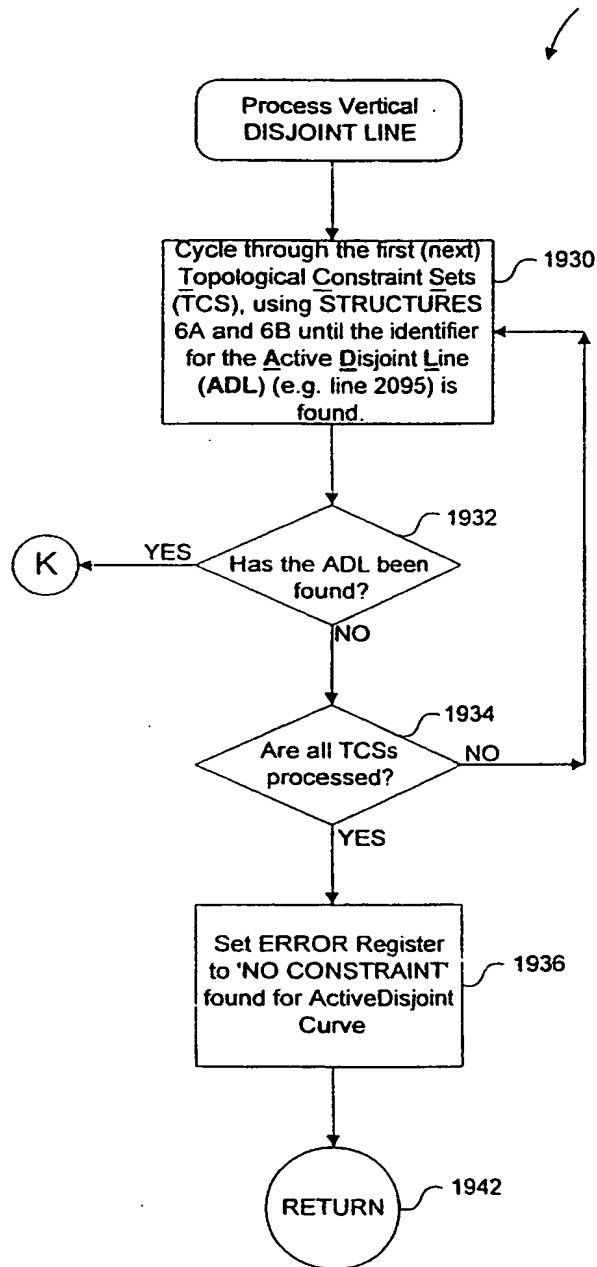 Process Vertical
DISJOINT LINE
Cycle through the first (next)
Topological Constraint Sets
(TCS), using STRUCTURES
6A and 6B until the identifier
for the Active Disjoint Line
(ADL) (e.g. line 2095) is
found.
1930
1932
YES
K
Has the ADL been
found?
NO
1934
Are all TCSs
processed?
NO
YES
Set ERROR Register
to 'NO CONSTRAINT'
found for ActiveDisjoint
Curve
1936
RETURN
1942